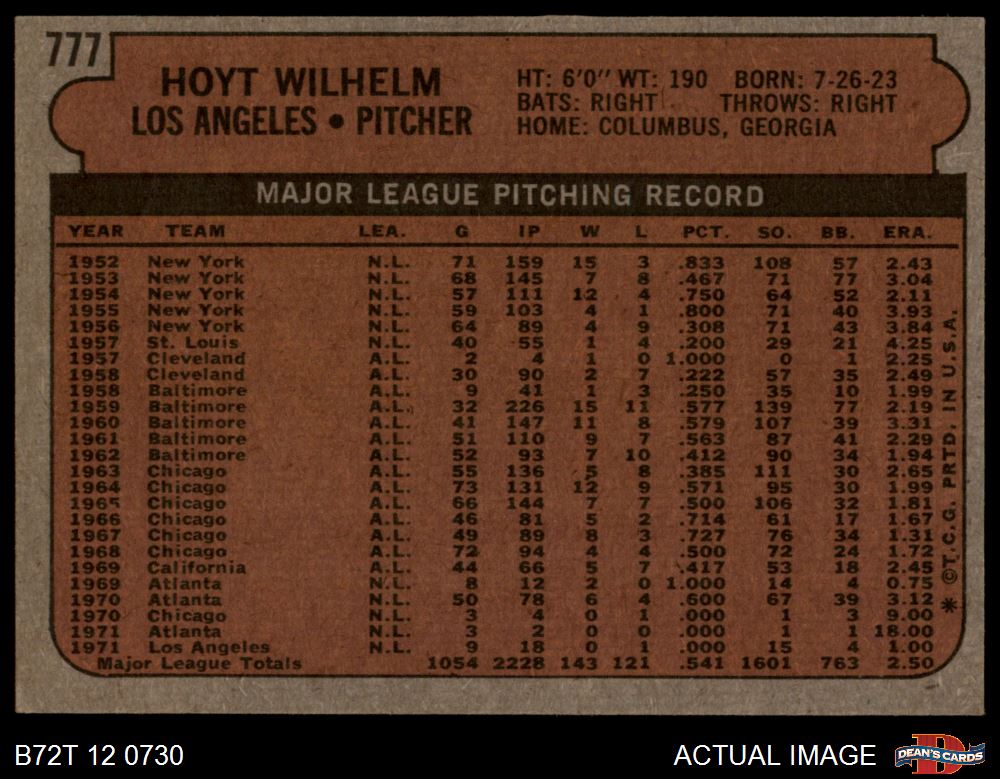 777
HOYT WILHELM
LOS ANGELES • PITCHER
HT: 6'0" WT: 190 BORN: 7-26-23
BATS: RIGHT THROWS: RIGHT
HOME: COLUMBUS, GEORGIA
MAJOR LEAGUE PITCHING RECORD
YEAR TEAM LEA. G IP W L PCT. SO. BB. ERA.
1952 New York N.L. 71 159 15 3 .833 108 57 2.43
1953 New York N.L. 68 145 7 8 .467 71 77 3.04
1954 New York N.L. 57 111 12 4 .750 64 52 2.11
1955 New York N.L. 59 103 4 1 .800 71 40 3.93
1956 New York N.L. 64 89 4 9 .308 71 43 3.84
1957 St. Louis N.L. 40 55 1 4 .200 29 21 4.25
1957 Cleveland A.L. 2 4 1 0 1.000 0 1 2.25
1958 Cleveland A.L. 30 90 2 7 .222 57 35 2.49
1958 Baltimore A.L. 9 41 1 3 .250 35 10 1.99
1959 Baltimore A.L. 32 226 15 11 .577 139 77 2.19
1960 Baltimore A.L. 41 147 11 8 .579 107 39 3.31
1961 Baltimore A.L. 51 110 9 7 .563 87 41 2.29
1962 Baltimore A.L. 52 93 7 10 .412 90 34 1.94
1963 Chicago A.L. 55 136 5 8 .385 111 30 2.65
1964 Chicago A.L. 73 131 12 9 .571 95 30 1.99
1965 Chicago A.L. 66 144 7 7 .500 106 32 1.81
1966 Chicago A.L. 46 81 5 2 .714 61 17 1.67
1967 Chicago A.L. 49 89 8 3 .727 76 34 1.31
1968 Chicago A.L. 72 94 4 4 .500 72 24 1.72
1969 California A.L. 44 66 5 7 .417 53 18 2.45
1969 Atlanta N.L. 8 12 2 0 1.000 14 4 0.75
1970 Atlanta N.L. 50 78 6 4 .600 67 39 3.12
1970 Chicago N.L. 3 4 0 1 .000 1 3 9.00
1971 Atlanta N.L. 3 2 0 0 .000 1 1 18.00
1971 Los Angeles N.L. 9 18 0 1 .000 15 4 1.00
Major League Totals 1054 2228 143 121 .541 1601 763 2.50
* © T.C.G. PRTD. IN U.S.A.
B72T 12 0730
ACTUAL IMAGE
D
DEAN'S CARDS